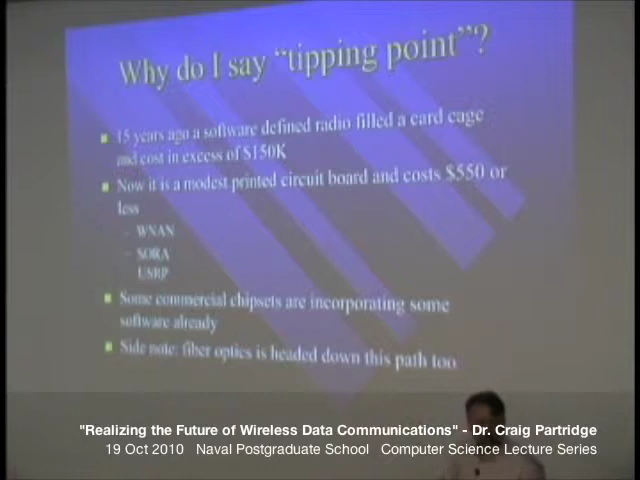 Why do I say "tipping point"?
15 years ago a software defined radio filled a card cage
and cost in excess of $150K
Now it is a modest printed circuit board and costs $550 or
less
- WNAN
- SORA
USRP
Some commercial chipsets are incorporating some
software already
Side note: fiber optics is headed down this path too
"Realizing the Future of Wireless Data Communications" - Dr. Craig Partridge
19 Oct 2010 Naval Postgraduate School Computer Science Lecture Series